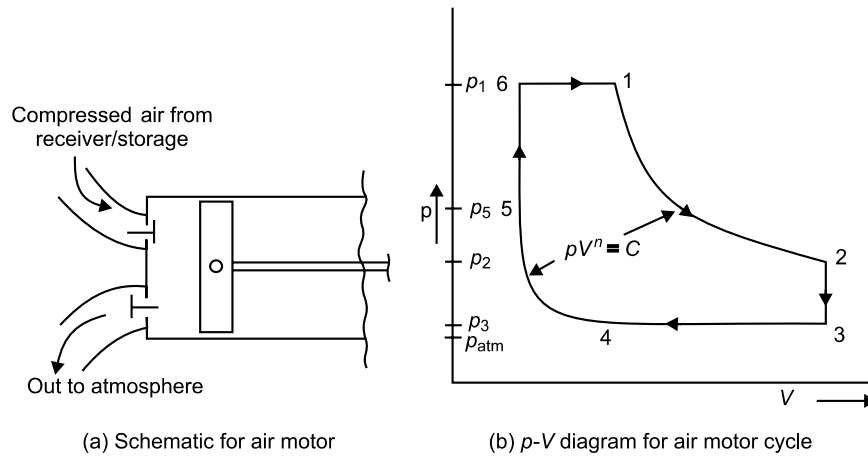 Compressed air from
receiver/storage
Out to atmosphere
(a) Schematic for air motor
p₁ 6
1
p
p₅ 5
pVⁿ = C
p₂
2
p₃
4
3
pₐₜₘ
V
(b) p-V diagram for air motor cycle